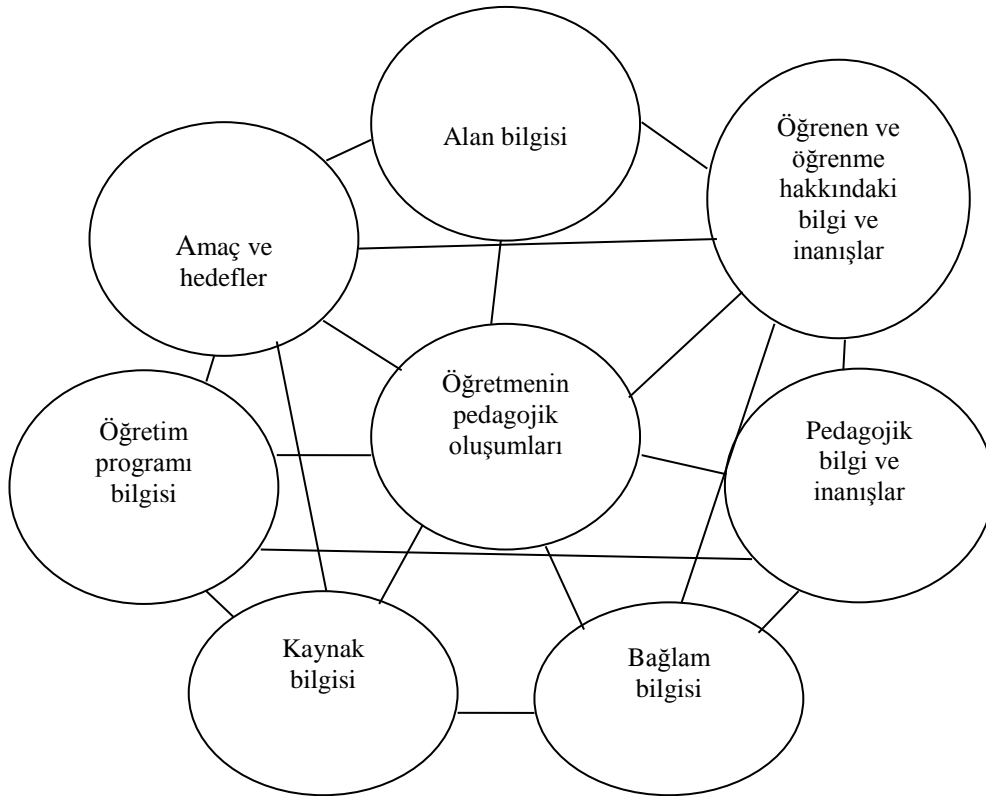 Alan bilgisi
Öğrenen ve
öğrenme
hakkındaki
bilgi ve
inanışlar
Amaç ve
hedefler
Öğretmenin
pedagojik
oluşumları
Öğretim
programı
bilgisi
Pedagojik
bilgi ve
inanışlar
Kaynak
bilgisi
Bağlam
bilgisi